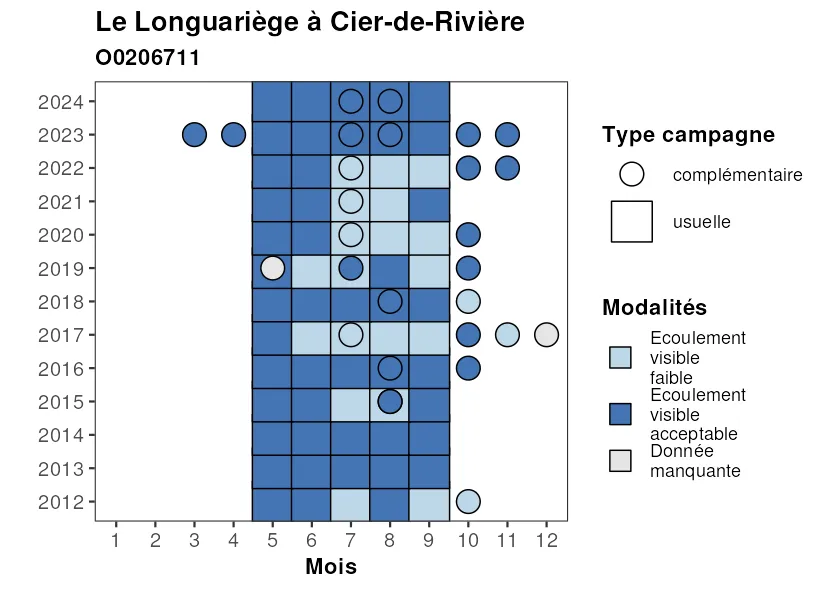 Le Longuariège à Cier-de-Rivière
O0206711
2024
2023
2022
2021
2020
2019
2018
2017
2016
2015
2014
2013
2012
1 2 3 4 5 6 7 8 9 10 11 12
Mois
Type campagne
complémentaire
usuelle
Modalités
Ecoulement
visible
faible
Ecoulement
visible
acceptable
Donnée
manquante